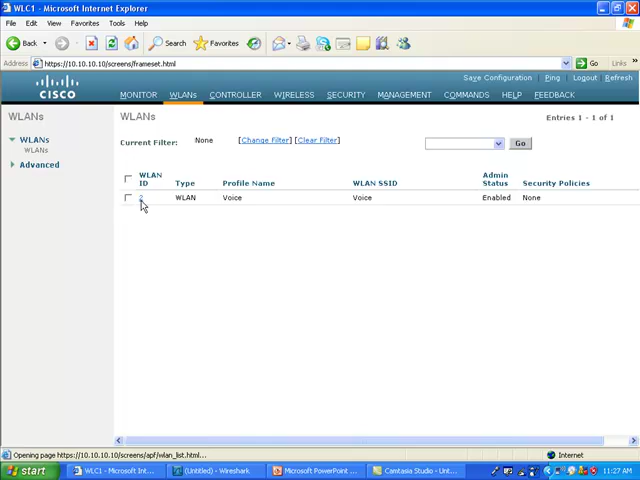 WLC1 - Microsoft Internet Explorer
File Edit View Favorites Tools Help
Back Search Favorites
Address https://10.10.10.10/screens/frameset.html Go Links »
Save Configuration Ping Logout Refresh
CISCO MONITOR WLANs CONTROLLER WIRELESS SECURITY MANAGEMENT COMMANDS HELP FEEDBACK
WLANs
WLANs
WLANs
Advanced
WLANs Entries 1 - 1 of 1
Current Filter: None [Change Filter] [Clear Filter] Go
WLAN ID Type Profile Name WLAN SSID Admin Status Security Policies
WLAN Voice Voice Enabled None
Opening page https://10.10.10.10/screens/apf/wlan_list.html... Internet
start WLC1 - Microsoft Int... (Untitled) - Wireshark Microsoft PowerPoint ... Camtasia Studio - Unt... 11:27 AM